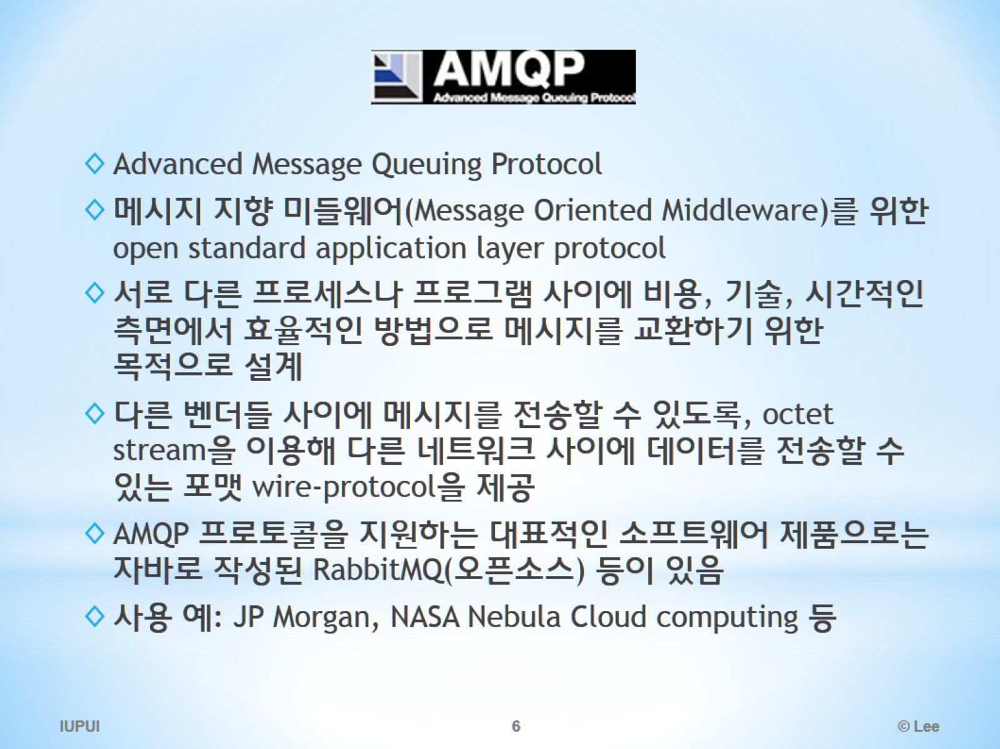 AMQP
Advanced Message Queuing Protocol
◇ Advanced Message Queuing Protocol
◇ 메시지 지향 미들웨어(Message Oriented Middleware)를 위한
open standard application layer protocol
◇ 서로 다른 프로세스나 프로그램 사이에 비용, 기술, 시간적인
측면에서 효율적인 방법으로 메시지를 교환하기 위한
목적으로 설계
◇ 다른 벤더들 사이에 메시지를 전송할 수 있도록, octet
stream을 이용해 다른 네트워크 사이에 데이터를 전송할 수
있는 포맷 wire-protocol을 제공
◇ AMQP 프로토콜을 지원하는 대표적인 소프트웨어 제품으로는
자바로 작성된 RabbitMQ(오픈소스) 등이 있음
◇ 사용 예: JP Morgan, NASA Nebula Cloud computing 등
IUPUI 6 © Lee